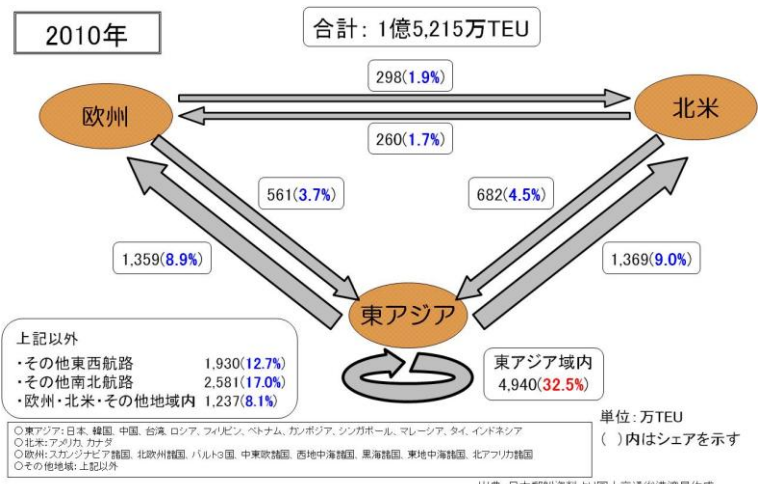 2010年
合計: 1億5,215万TEU
298(1.9%)
欧州
北米
260(1.7%)
561(3.7%)
682(4.5%)
1,359(8.9%)
1,369(9.0%)
東アジア
上記以外
・その他東西航路 1,930(12.7%)
・その他南北航路 2,581(17.0%)
・欧州・北米・その他地域内 1,237(8.1%)
東アジア域内
4,940(32.5%)
単位: 万TEU
( )内はシェアを示す
○東アジア: 日本、韓国、中国、台湾、ロシア、フィリピン、ベトナム、カンボジア、シンガポール、マレーシア、タイ、インドネシア
○北米: アメリカ、カナダ
○欧州: スカンジナビア諸国、北欧州諸国、バルト3国、中東欧諸国、西地中海諸国、黒海諸国、東地中海諸国、北アフリカ諸国
○その他地域: 上記以外